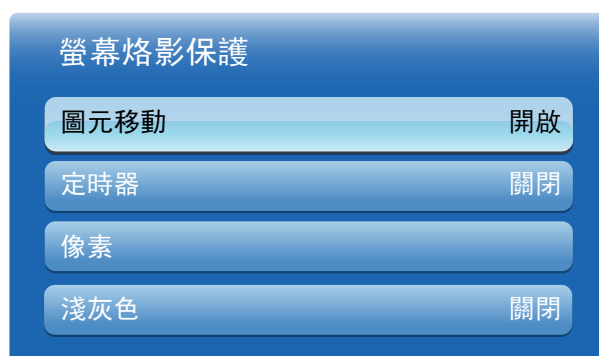 螢幕烙影保護
圖元移動 開啟
定時器 關閉
像素
淺灰色 關閉